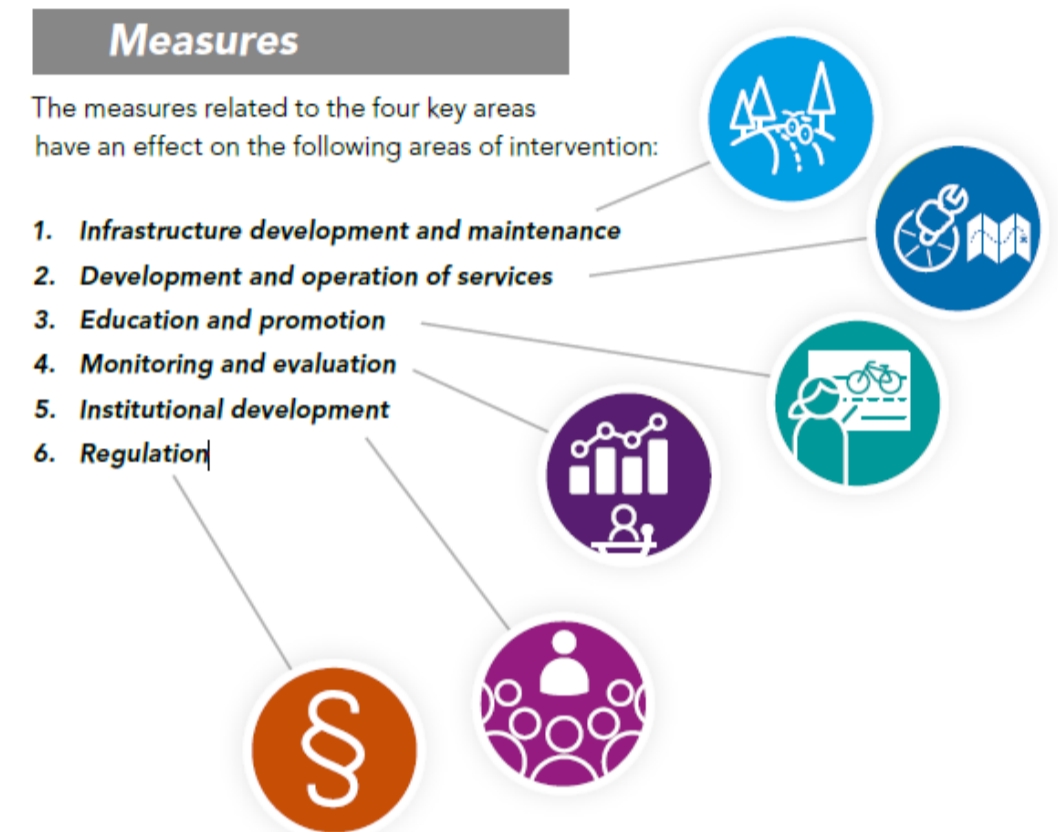 Measures
The measures related to the four key areas
have an effect on the following areas of intervention:
1. Infrastructure development and maintenance
2. Development and operation of services
3. Education and promotion
4. Monitoring and evaluation
5. Institutional development
6. Regulation
§